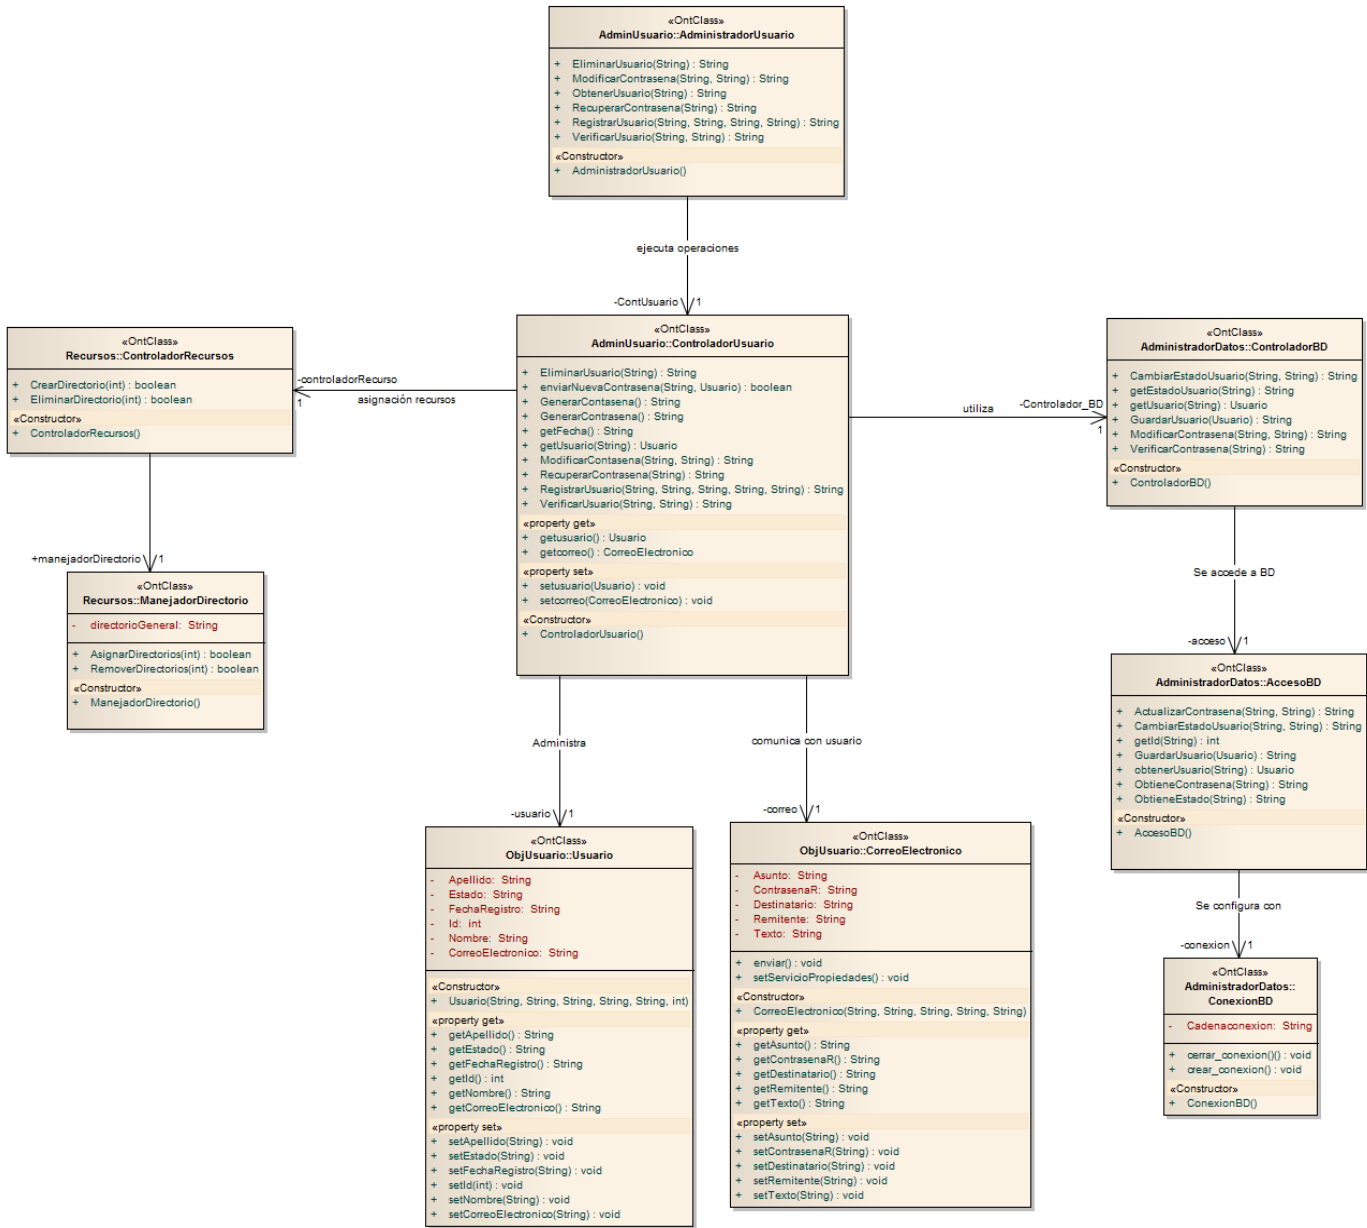 «OntClass»
AdminUsuario::AdministradorUsuario
+ EliminarUsuario(String) : String
+ ModificarContrasena(String, String) : String
+ ObtenerUsuario(String) : String
+ RecuperarContrasena(String) : String
+ RegistrarUsuario(String, String, String, String) : String
+ VerificarUsuario(String, String) : String
«Constructor»
+ AdministradorUsuario()
ejecuta operaciones
-ContUsuario
1
«OntClass»
Recursos::ControladorRecursos
+ CrearDirectorio(int) : boolean
+ EliminarDirectorio(int) : boolean
«Constructor»
+ ControladorRecursos()
-controladorRecurso
1
asignación recursos
«OntClass»
AdminUsuario::ControladorUsuario
+ EliminarUsuario(String) : String
+ enviarNuevaContrasena(String, Usuario) : boolean
+ GenerarContasena() : String
+ GenerarContrasena() : String
+ getFecha() : String
+ getUsuario(String) : Usuario
+ ModificarContasena(String, String) : String
+ RecuperarContrasena(String) : String
+ RegistrarUsuario(String, String, String, String, String) : String
+ VerificarUsuario(String, String) : String
«property get»
+ getusuario() : Usuario
+ getcorreo() : CorreoElectronico
«property set»
+ setusuario(Usuario) : void
+ setcorreo(CorreoElectronico) : void
«Constructor»
+ ControladorUsuario()
utiliza
-Controlador_BD
1
«OntClass»
AdministradorDatos::ControladorBD
+ CambiarEstadoUsuario(String, String) : String
+ getEstadoUsuario(String) : String
+ getUsuario(String) : Usuario
+ GuardarUsuario(Usuario) : String
+ ModificarContrasena(String, String) : String
+ VerificarContrasena(String) : String
«Constructor»
+ ControladorBD()
+manejadorDirectorio
1
«OntClass»
Recursos::ManejadorDirectorio
- directorioGeneral: String
+ AsignarDirectorios(int) : boolean
+ RemoverDirectorios(int) : boolean
«Constructor»
+ ManejadorDirectorio()
Se accede a BD
-acceso
1
«OntClass»
AdministradorDatos::AccesoBD
+ ActualizarContrasena(String, String) : String
+ CambiarEstadoUsuario(String, String) : String
+ getId(String) : int
+ GuardarUsuario(Usuario) : String
+ obtenerUsuario(String) : Usuario
+ ObtieneContrasena(String) : String
+ ObtieneEstado(String) : String
«Constructor»
+ AccesoBD()
Administra
-usuario
1
comunica con usuario
-correo
1
«OntClass»
ObjUsuario::Usuario
- Apellido: String
- Estado: String
- FechaRegistro: String
- Id: int
- Nombre: String
- CorreoElectronico: String
«Constructor»
+ Usuario(String, String, String, String, String, int)
«property get»
+ getApellido() : String
+ getEstado() : String
+ getFechaRegistro() : String
+ getId() : int
+ getNombre() : String
+ getCorreoElectronico() : String
«property set»
+ setApellido(String) : void
+ setEstado(String) : void
+ setFechaRegistro(String) : void
+ setId(int) : void
+ setNombre(String) : void
+ setCorreoElectronico(String) : void
«OntClass»
ObjUsuario::CorreoElectronico
- Asunto: String
- ContrasenaR: String
- Destinatario: String
- Remitente: String
- Texto: String
+ enviar() : void
+ setServicioPropiedades() : void
«Constructor»
+ CorreoElectronico(String, String, String, String, String)
«property get»
+ getAsunto() : String
+ getContrasenaR() : String
+ getDestinatario() : String
+ getRemitente() : String
+ getTexto() : String
«property set»
+ setAsunto(String) : void
+ setContrasenaR(String) : void
+ setDestinatario(String) : void
+ setRemitente(String) : void
+ setTexto(String) : void
Se configura con
-conexion
1
«OntClass»
AdministradorDatos::
ConexionBD
- Cadenaconexion: String
+ cerrar_conexion()() : void
+ crear_conexion() : void
«Constructor»
+ ConexionBD()